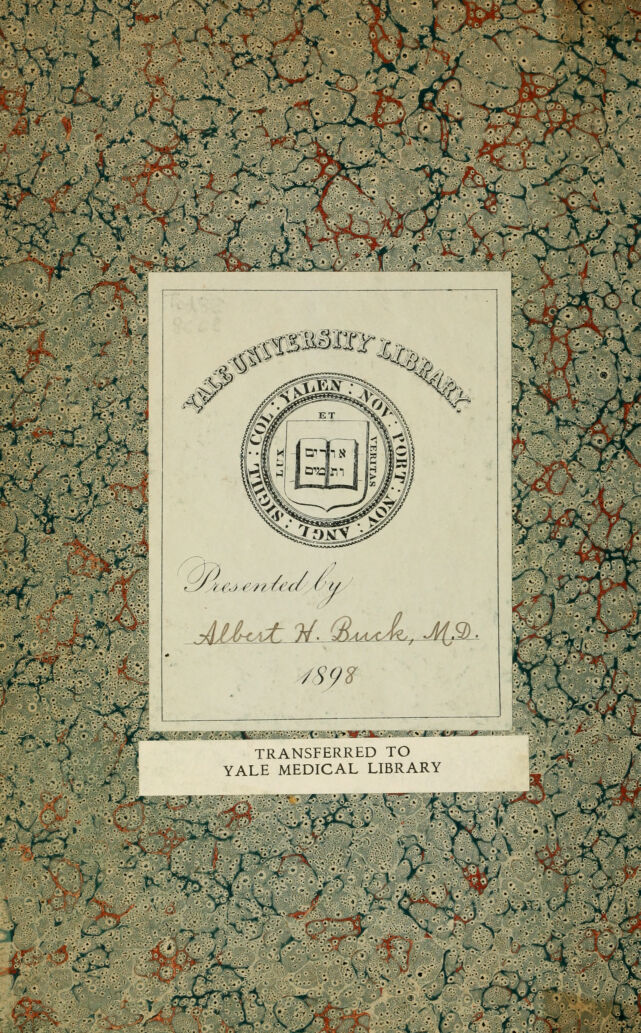 YALE UNIVERSITY LIBRARY.
SIGILL : COL : YALEN : NOV : PORT : NOV : ANGL :
ET
LUX
VERITAS
אורים
ותמים
Presented by
Albert H. Buck, M.D.
1898
TRANSFERRED TO
YALE MEDICAL LIBRARY